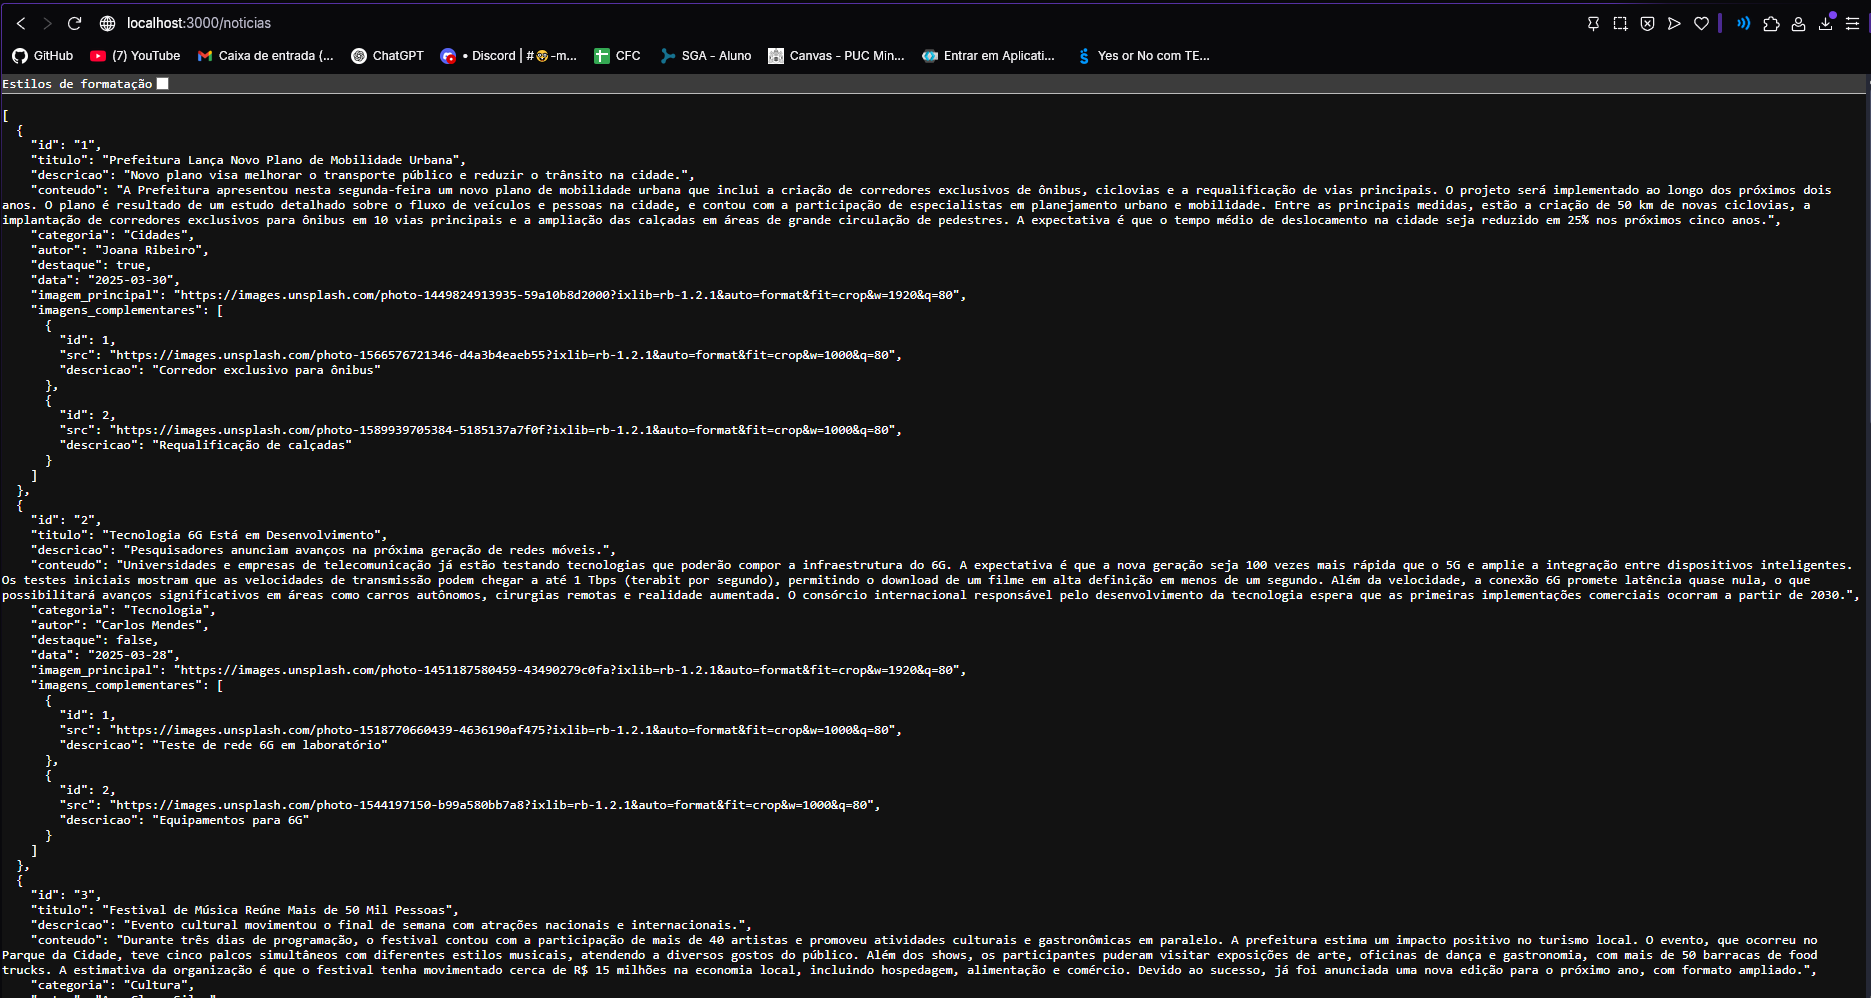 localhost:3000/noticias
GitHub (7) YouTube Caixa de entrada (... ChatGPT • Discord | #🤓-m... CFC SGA - Aluno Canvas - PUC Min... Entrar em Aplicati... Yes or No com TE...
Estilos de formatação
[
  {
    "id": "1",
    "titulo": "Prefeitura Lança Novo Plano de Mobilidade Urbana",
    "descricao": "Novo plano visa melhorar o transporte público e reduzir o trânsito na cidade.",
    "conteudo": "A Prefeitura apresentou nesta segunda-feira um novo plano de mobilidade urbana que inclui a criação de corredores exclusivos de ônibus, ciclovias e a requalificação de vias principais. O projeto será implementado ao longo dos próximos dois
anos. O plano é resultado de um estudo detalhado sobre o fluxo de veículos e pessoas na cidade, e contou com a participação de especialistas em planejamento urbano e mobilidade. Entre as principais medidas, estão a criação de 50 km de novas ciclovias, a
implantação de corredores exclusivos para ônibus em 10 vias principais e a ampliação das calçadas em áreas de grande circulação de pedestres. A expectativa é que o tempo médio de deslocamento na cidade seja reduzido em 25% nos próximos cinco anos.",
    "categoria": "Cidades",
    "autor": "Joana Ribeiro",
    "destaque": true,
    "data": "2025-03-30",
    "imagem_principal": "https://images.unsplash.com/photo-1449824913935-59a10b8d2000?ixlib=rb-1.2.1&auto=format&fit=crop&w=1920&q=80",
    "imagens_complementares": [
      {
        "id": 1,
        "src": "https://images.unsplash.com/photo-1566576721346-d4a3b4eaeb55?ixlib=rb-1.2.1&auto=format&fit=crop&w=1000&q=80",
        "descricao": "Corredor exclusivo para ônibus"
      },
      {
        "id": 2,
        "src": "https://images.unsplash.com/photo-1589939705384-5185137a7f0f?ixlib=rb-1.2.1&auto=format&fit=crop&w=1000&q=80",
        "descricao": "Requalificação de calçadas"
      }
    ]
  },
  {
    "id": "2",
    "titulo": "Tecnologia 6G Está em Desenvolvimento",
    "descricao": "Pesquisadores anunciam avanços na próxima geração de redes móveis.",
    "conteudo": "Universidades e empresas de telecomunicação já estão testando tecnologias que poderão compor a infraestrutura do 6G. A expectativa é que a nova geração seja 100 vezes mais rápida que o 5G e amplie a integração entre dispositivos inteligentes.
Os testes iniciais mostram que as velocidades de transmissão podem chegar a até 1 Tbps (terabit por segundo), permitindo o download de um filme em alta definição em menos de um segundo. Além da velocidade, a conexão 6G promete latência quase nula, o que
possibilitará avanços significativos em áreas como carros autônomos, cirurgias remotas e realidade aumentada. O consórcio internacional responsável pelo desenvolvimento da tecnologia espera que as primeiras implementações comerciais ocorram a partir de 2030.",
    "categoria": "Tecnologia",
    "autor": "Carlos Mendes",
    "destaque": false,
    "data": "2025-03-28",
    "imagem_principal": "https://images.unsplash.com/photo-1451187580459-43490279c0fa?ixlib=rb-1.2.1&auto=format&fit=crop&w=1920&q=80",
    "imagens_complementares": [
      {
        "id": 1,
        "src": "https://images.unsplash.com/photo-1518770660439-4636190af475?ixlib=rb-1.2.1&auto=format&fit=crop&w=1000&q=80",
        "descricao": "Teste de rede 6G em laboratório"
      },
      {
        "id": 2,
        "src": "https://images.unsplash.com/photo-1544197150-b99a580bb7a8?ixlib=rb-1.2.1&auto=format&fit=crop&w=1000&q=80",
        "descricao": "Equipamentos para 6G"
      }
    ]
  },
  {
    "id": "3",
    "titulo": "Festival de Música Reúne Mais de 50 Mil Pessoas",
    "descricao": "Evento cultural movimentou o final de semana com atrações nacionais e internacionais.",
    "conteudo": "Durante três dias de programação, o festival contou com a participação de mais de 40 artistas e promoveu atividades culturais e gastronômicas em paralelo. A prefeitura estima um impacto positivo no turismo local. O evento, que ocorreu no
Parque da Cidade, teve cinco palcos simultâneos com diferentes estilos musicais, atendendo a diversos gostos do público. Além dos shows, os participantes puderam visitar exposições de arte, oficinas de dança e gastronomia, com mais de 50 barracas de food
trucks. A estimativa da organização é que o festival tenha movimentado cerca de R$ 15 milhões na economia local, incluindo hospedagem, alimentação e comércio. Devido ao sucesso, já foi anunciada uma nova edição para o próximo ano, com formato ampliado.",
    "categoria": "Cultura",